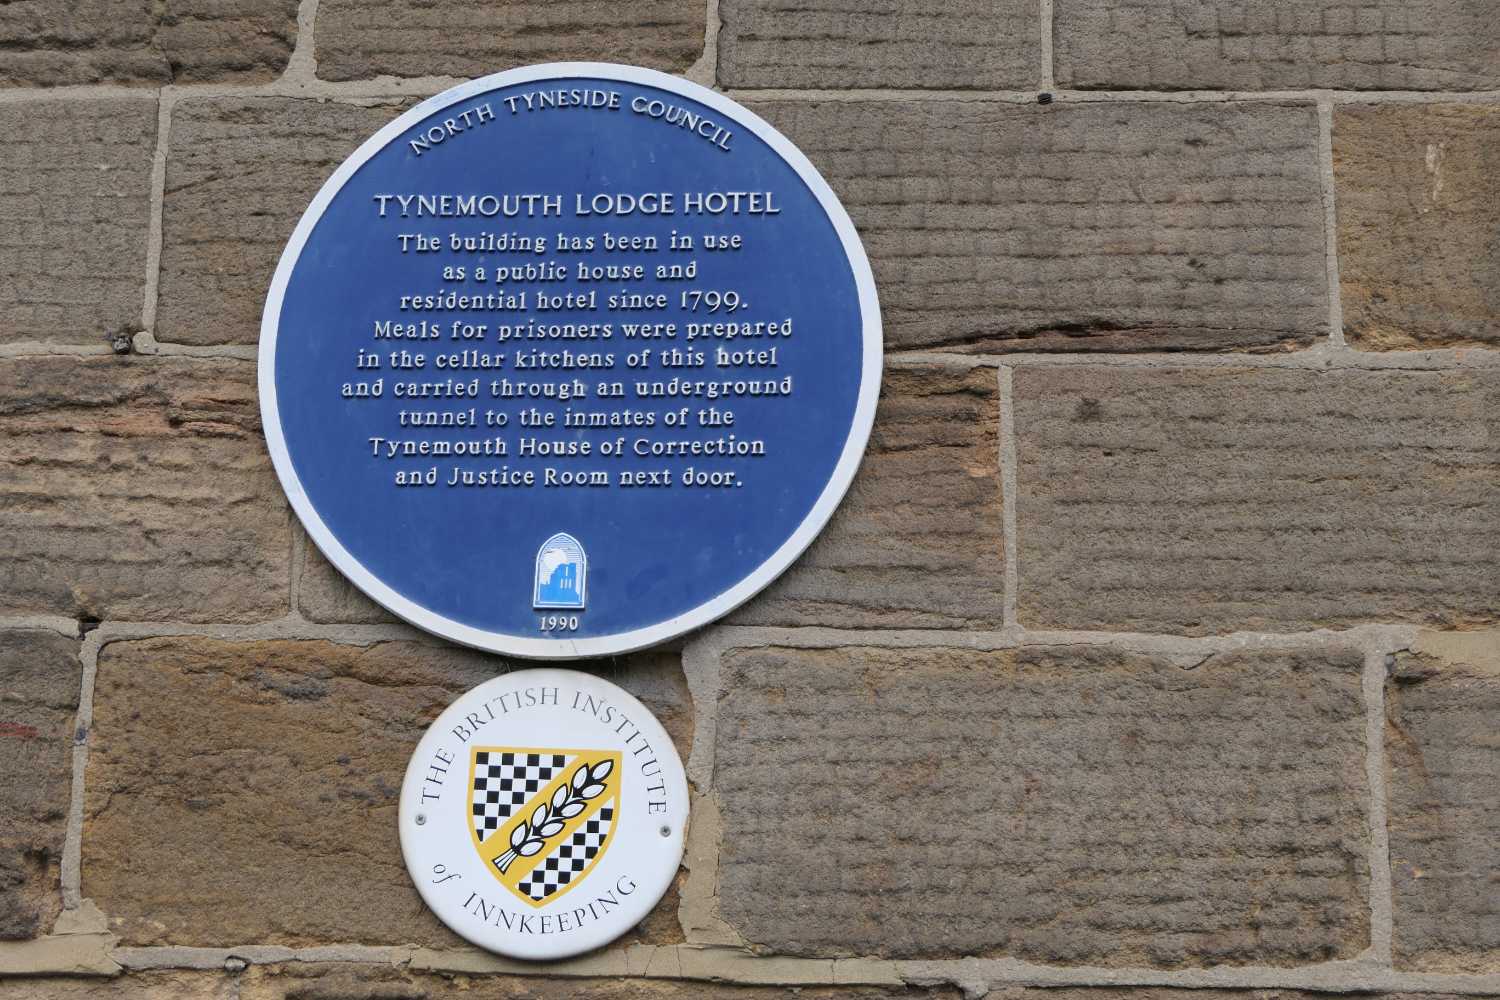 NORTH TYNESIDE COUNCIL
TYNEMOUTH LODGE HOTEL
The building has been in use
as a public house and
residential hotel since 1799.
Meals for prisoners were prepared
in the cellar kitchens of this hotel
and carried through an underground
tunnel to the inmates of the
Tynemouth House of Correction
and Justice Room next door.
1990
THE BRITISH INSTITUTE
of INNKEEPING